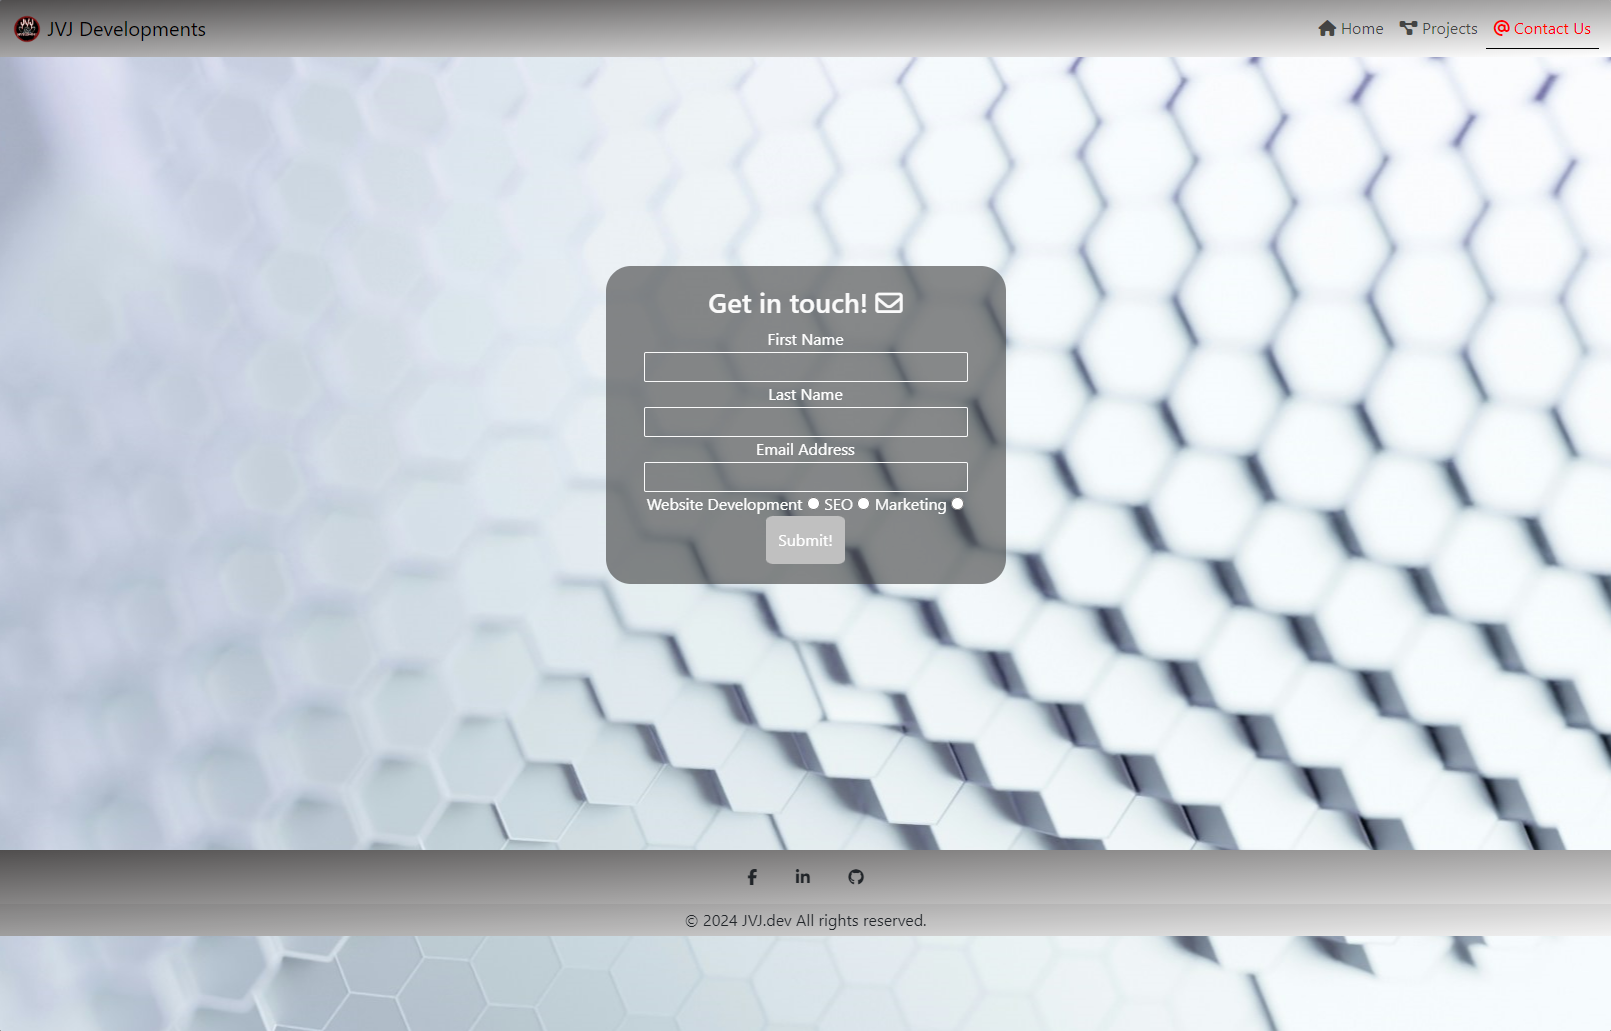 JVJ Developments
Home Projects Contact Us
Get in touch!
First Name
Last Name
Email Address
Website Development SEO Marketing
Submit!
© 2024 JVJ.dev All rights reserved.